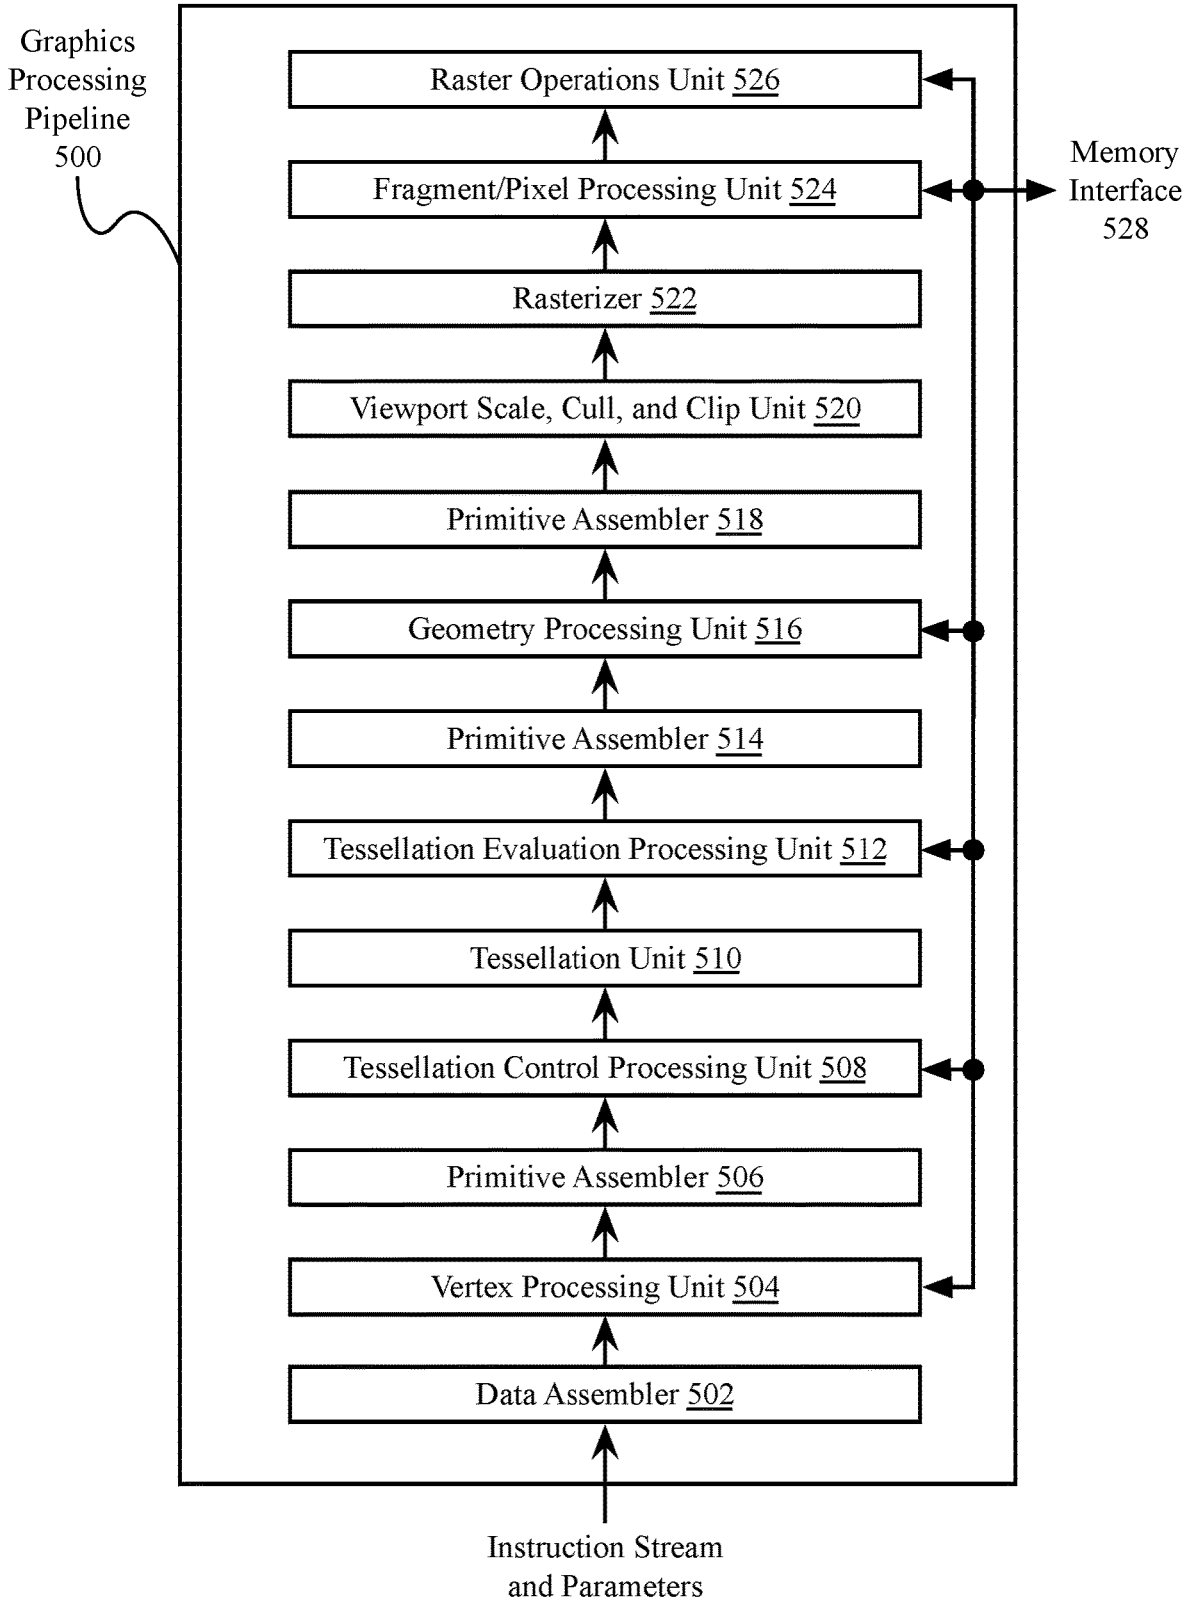 Graphics
Processing
Pipeline
500
Raster Operations Unit 526
Fragment/Pixel Processing Unit 524
Memory
Interface
528
Rasterizer 522
Viewport Scale, Cull, and Clip Unit 520
Primitive Assembler 518
Geometry Processing Unit 516
Primitive Assembler 514
Tessellation Evaluation Processing Unit 512
Tessellation Unit 510
Tessellation Control Processing Unit 508
Primitive Assembler 506
Vertex Processing Unit 504
Data Assembler 502
Instruction Stream
and Parameters